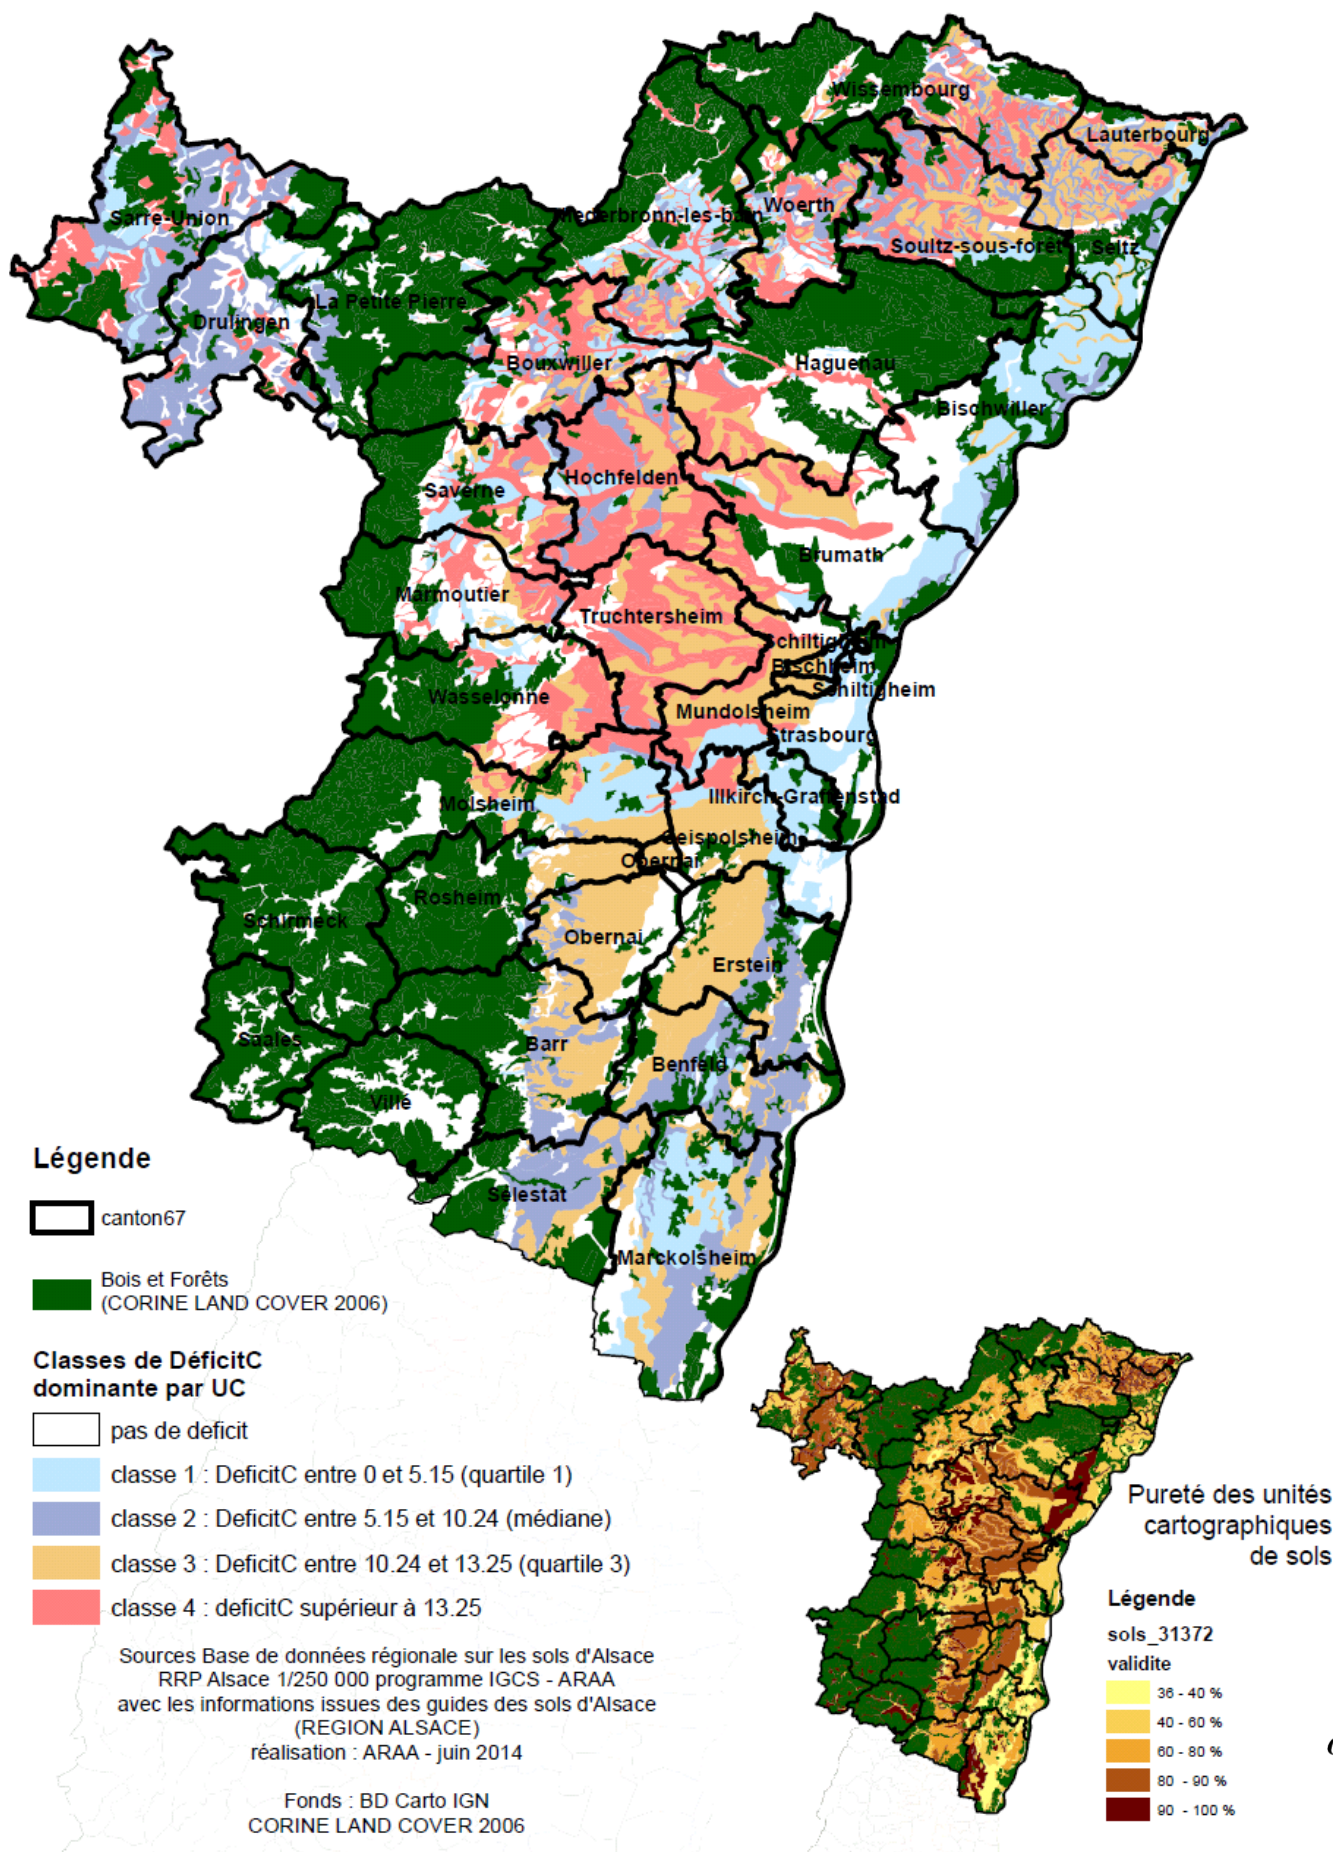 Wissembourg
Lauterbourg
Sarre-Union
Niederbronn-les-bain
Woerth
Soultz-sous-forêt
Seltz
La Petite Pierre
Drulingen
Bouxwiller
Haguenau
Bischwiller
Saverne
Hochfelden
Brumath
Marmoutier
Truchtersheim
Schiltigheim
Bischheim
Schiltigheim
Wasselonne
Mundolsheim
Strasbourg
Molsheim
Illkirch-Graffenstad
Geispolsheim
Obernai
Rosheim
Schirmeck
Obernai
Erstein
Saales
Barr
Benfeld
Villé
Sélestat
Marckolsheim
Légende
canton67
Bois et Forêts
(CORINE LAND COVER 2006)
Classes de DéficitC
dominante par UC
pas de deficit
classe 1 : DeficitC entre 0 et 5.15 (quartile 1)
classe 2 : DeficitC entre 5.15 et 10.24 (médiane)
classe 3 : DeficitC entre 10.24 et 13.25 (quartile 3)
classe 4 : deficitC supérieur à 13.25
Sources Base de données régionale sur les sols d'Alsace
RRP Alsace 1/250 000 programme IGCS - ARAA
avec les informations issues des guides des sols d'Alsace
(REGION ALSACE)
réalisation : ARAA - juin 2014
Fonds : BD Carto IGN
CORINE LAND COVER 2006
Pureté des unités
cartographiques
de sols
Légende
sols_31372
validite
36 - 40 %
40 - 60 %
60 - 80 %
80 - 90 %
90 - 100 %